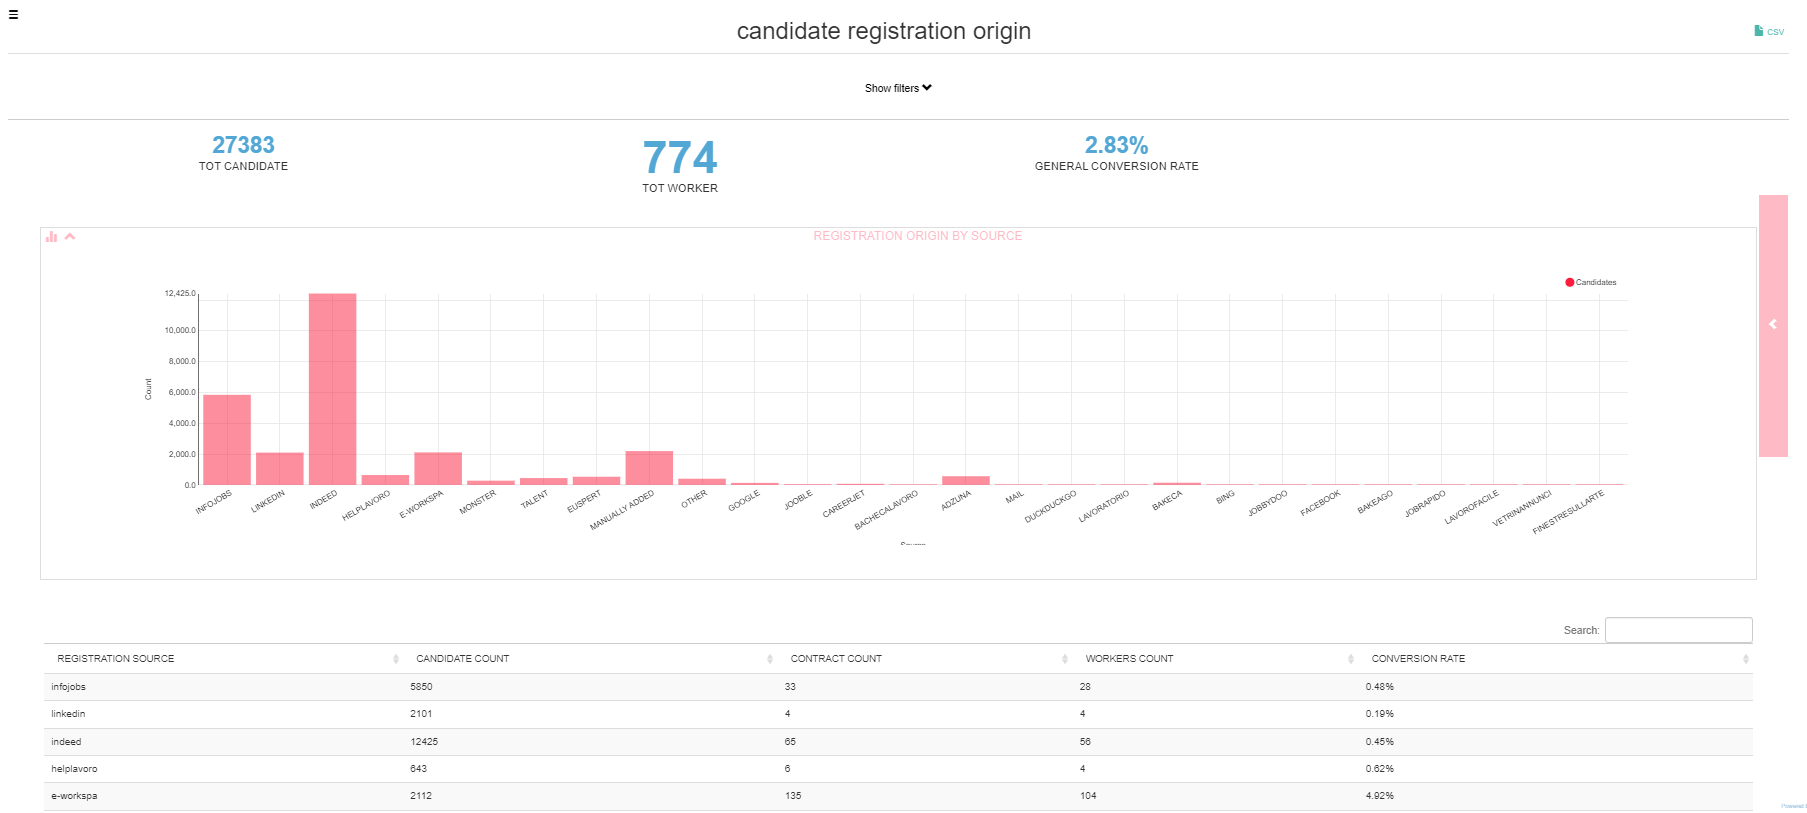 candidate registration origin
csv
Show filters
27383
TOT CANDIDATE
774
TOT WORKER
2.83%
GENERAL CONVERSION RATE
REGISTRATION ORIGIN BY SOURCE
Candidates
12,425.0
10,000.0
8,000.0
6,000.0
4,000.0
2,000.0
0.0
Count
INFOJOBS
LINKEDIN
INDEED
HELPLAVORO
E-WORKSPA
MONSTER
TALENT
EUSPERT
MANUALLY ADDED
OTHER
GOOGLE
JOOBLE
CAREERJET
BACHECALAVORO
ADZUNA
MAIL
DUCKDUCKGO
LAVORATORIO
BAKECA
BING
JOBBYDOO
FACEBOOK
BAKEAGO
JOBRAPIDO
LAVOROFACILE
VETRINANNUNCI
FINESTRESULLARTE
Search:
REGISTRATION SOURCE CANDIDATE COUNT CONTRACT COUNT WORKERS COUNT CONVERSION RATE
infojobs 5850 33 28 0.48%
linkedin 2101 4 4 0.19%
indeed 12425 65 56 0.45%
helplavoro 643 6 4 0.62%
e-workspa 2112 135 104 4.92%
Powered